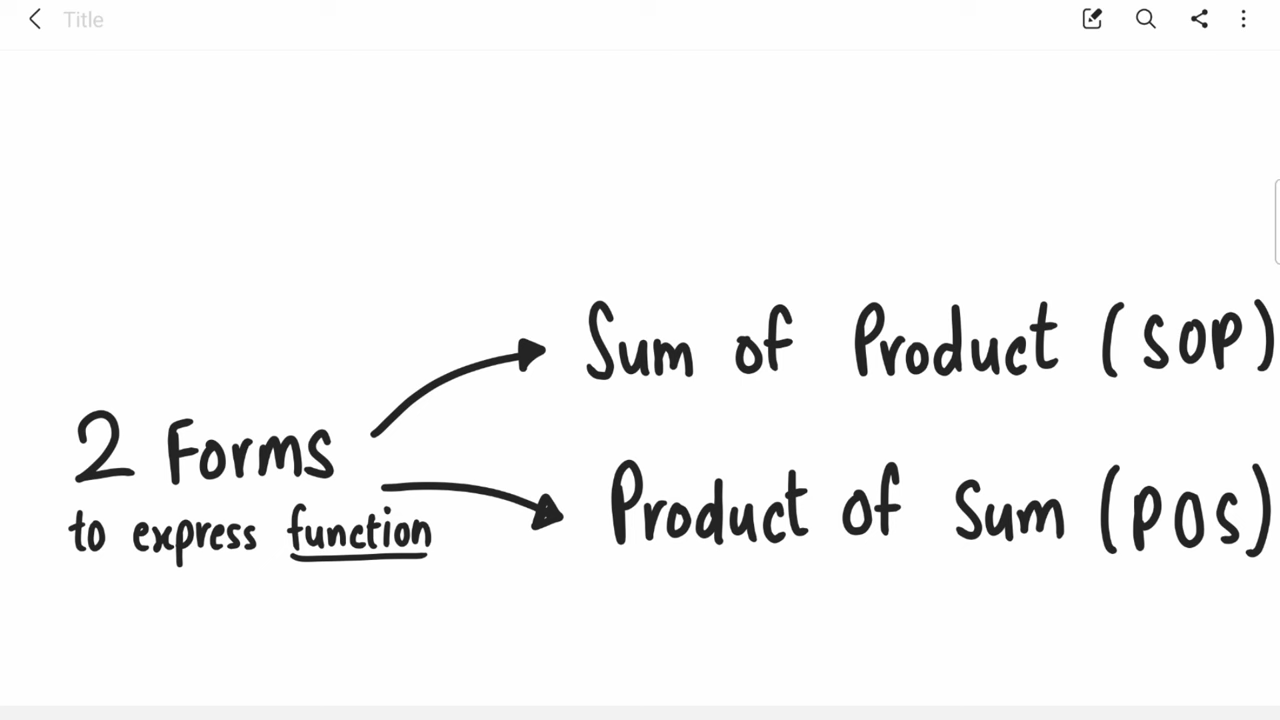 Title
Sum of Product (SOP)
2 Forms
to express function
Product of Sum (POS)